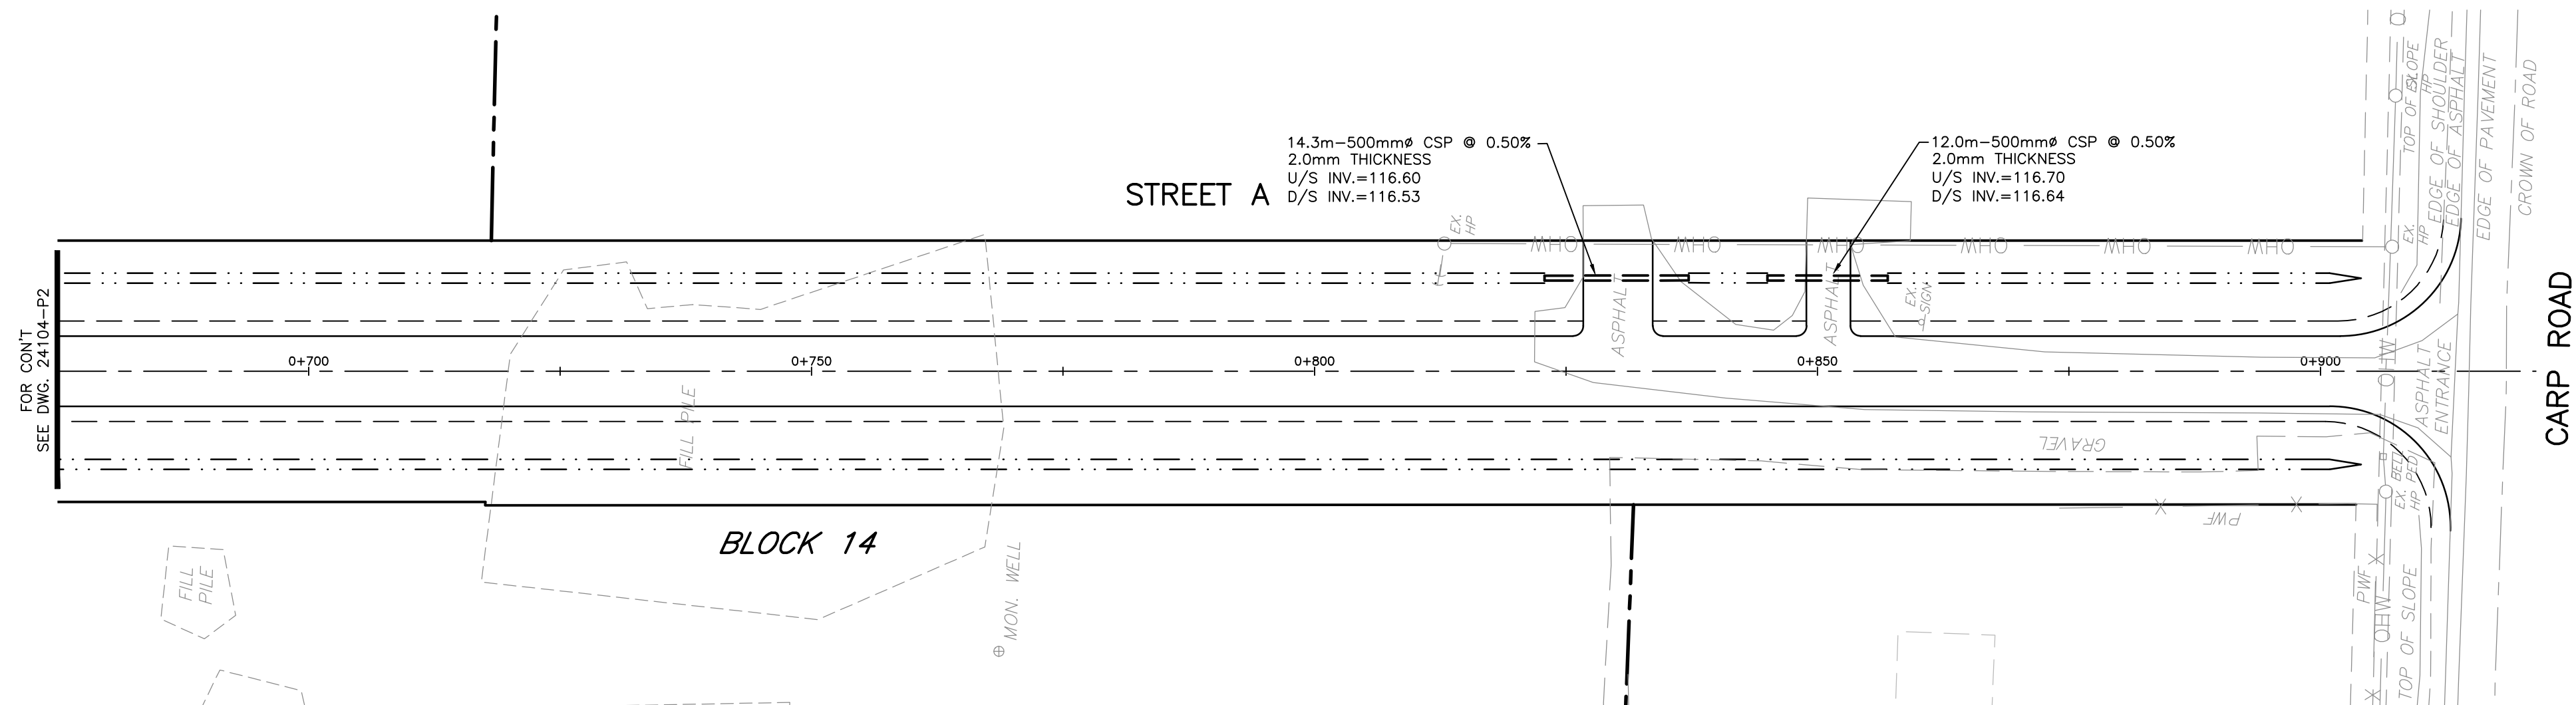 14.3m-500mmø CSP @ 0.50%
2.0mm THICKNESS
U/S INV.=116.60
D/S INV.=116.53
12.0m-500mmø CSP @ 0.50%
2.0mm THICKNESS
U/S INV.=116.70
D/S INV.=116.64
STREET A
EX.
HP
OHW
OHW
OHW
OHW
OHW
OHW
TOP OF SLOPE
EX.
HP
EDGE OF SHOULDER
EDGE OF ASPHALT
EDGE OF PAVEMENT
CROWN OF ROAD
EX.
HP
FOR CON'T
SEE DWG. 24104-P2
ASPHALT
ASPHALT
EX.
SIGN
0+700
0+750
0+800
0+850
0+900
OHW
ASPHALT
ENTRANCE
CARP ROAD
FILL PILE
GRAVEL
BELL
PED
EX.
HP
PWF
BLOCK 14
FILL
PILE
MON. WELL
PWF
OHW
TOP OF SLOPE